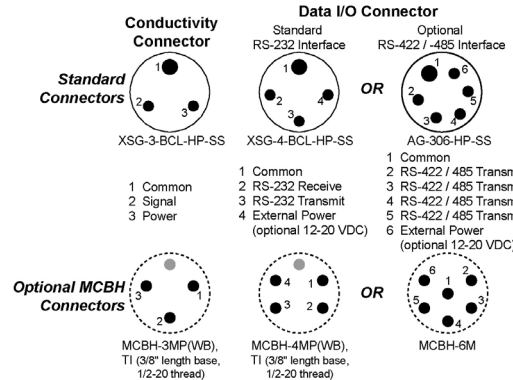 Conductivity
Connector
Data I/O Connector
Standard
RS-232 Interface
Optional
RS-422 / -485 Interface
Standard
Connectors
1
2
3
1
2
3
4
OR
1
2
3
4
5
6
XSG-3-BCL-HP-SS
XSG-4-BCL-HP-SS
AG-306-HP-SS
1 Common
2 Signal
3 Power
1 Common
2 RS-232 Receive
3 RS-232 Transmit
4 External Power
(optional 12-20 VDC)
1 Common
2 RS-422 / 485 Transm
3 RS-422 / 485 Transm
4 RS-422 / 485 Transm
5 RS-422 / 485 Transm
6 External Power
(optional 12-20 VDC)
Optional MCBH
Connectors
3
1
2
4
1
3
2
OR
6
1
2
5
3
4
MCBH-3MP(WB),
TI (3/8" length base,
1/2-20 thread)
MCBH-4MP(WB),
TI (3/8" length base,
1/2-20 thread)
MCBH-6M